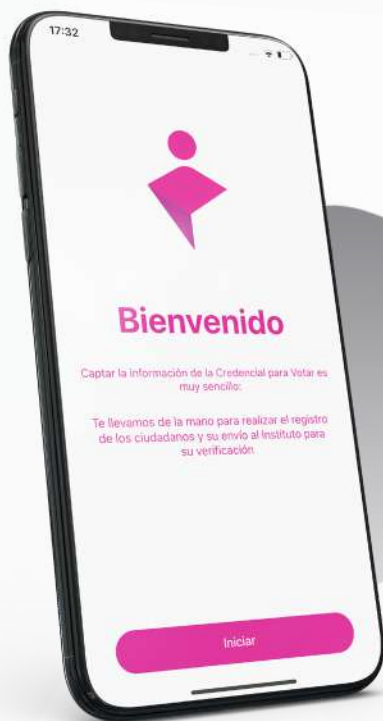 17:32
Bienvenido
Captar la información de la Credencial para Votar es
muy sencillo:
Te llevamos de la mano para realizar el registro
de los ciudadanos y su envío al Instituto para
su verificación
Iniciar